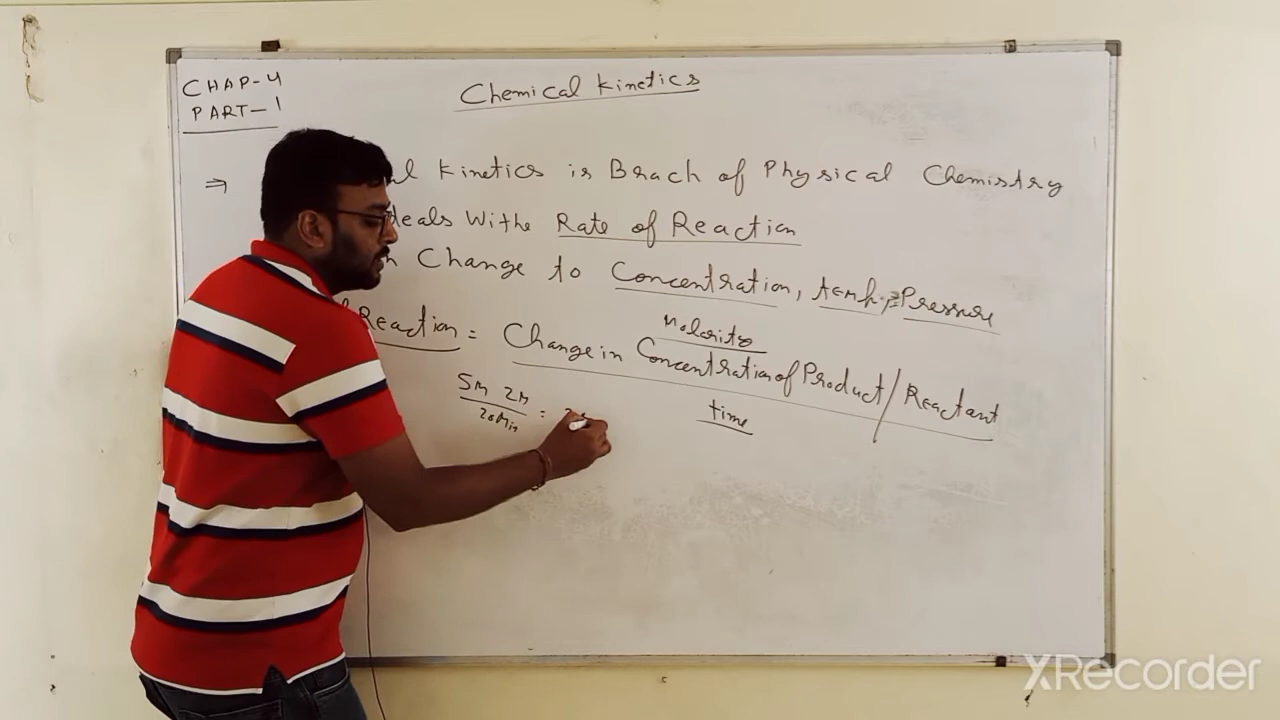 CHAP-4
PART-1
Chemical Kinetics
⇒ al Kinetics is Brach of Physical Chemistry
deals Withe Rate of Reaction
Change to Concentration, temp, Pressure
Molarity
Reaction = Change in Concentration of Product/Reactant
time
5M 2M
20Min =
XRecorder